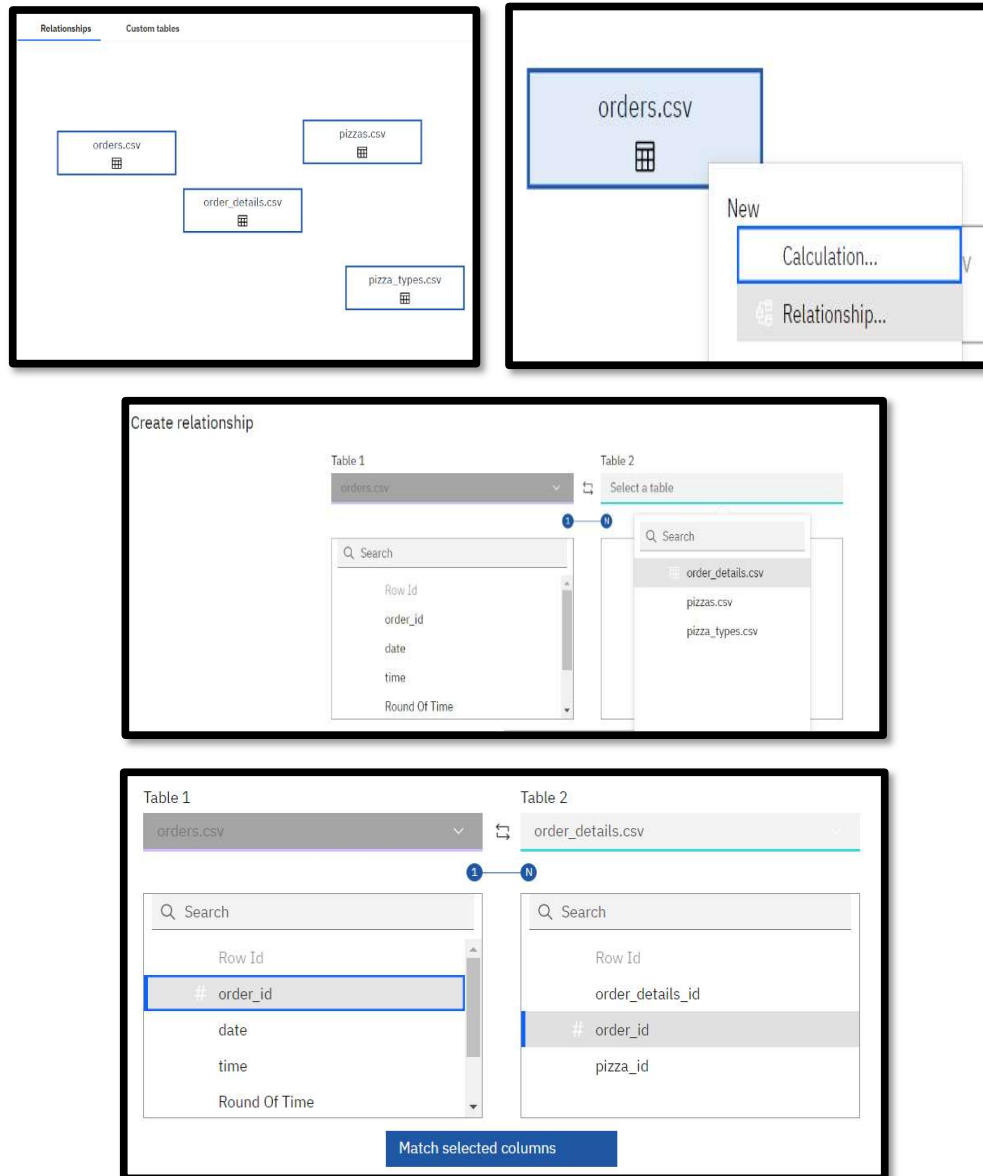 Relationships Custom tables
orders.csv
pizzas.csv
order_details.csv
pizza_types.csv
orders.csv
New
Calculation...
V
Relationship...
Create relationship
Table 1 Table 2
orders.csv Select a table
1 N
Search Search
Row Id order_details.csv
order_id pizzas.csv
date pizza_types.csv
time
Round Of Time
Table 1 Table 2
orders.csv order_details.csv
1 N
Search Search
Row Id Row Id
# order_id order_details_id
date # order_id
time pizza_id
Round Of Time
Match selected columns